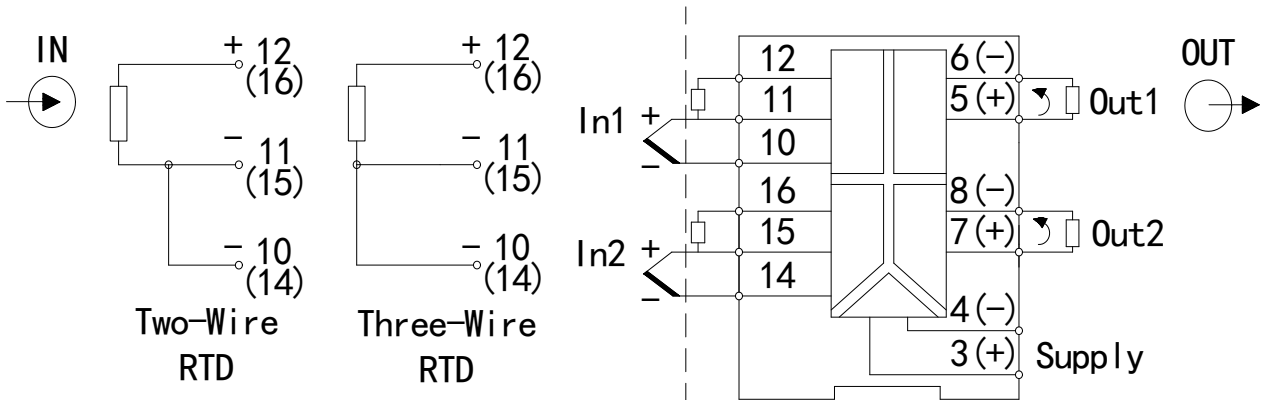 IN
+ 12
(16)
- 11
(15)
- 10
(14)
Two-Wire
RTD
+ 12
(16)
- 11
(15)
- 10
(14)
Three-Wire
RTD
In1 +
-
In2 +
-
12
11
10
16
15
14
6(-)
5(+)
Out1
8(-)
7(+)
Out2
4(-)
3(+)
Supply
OUT